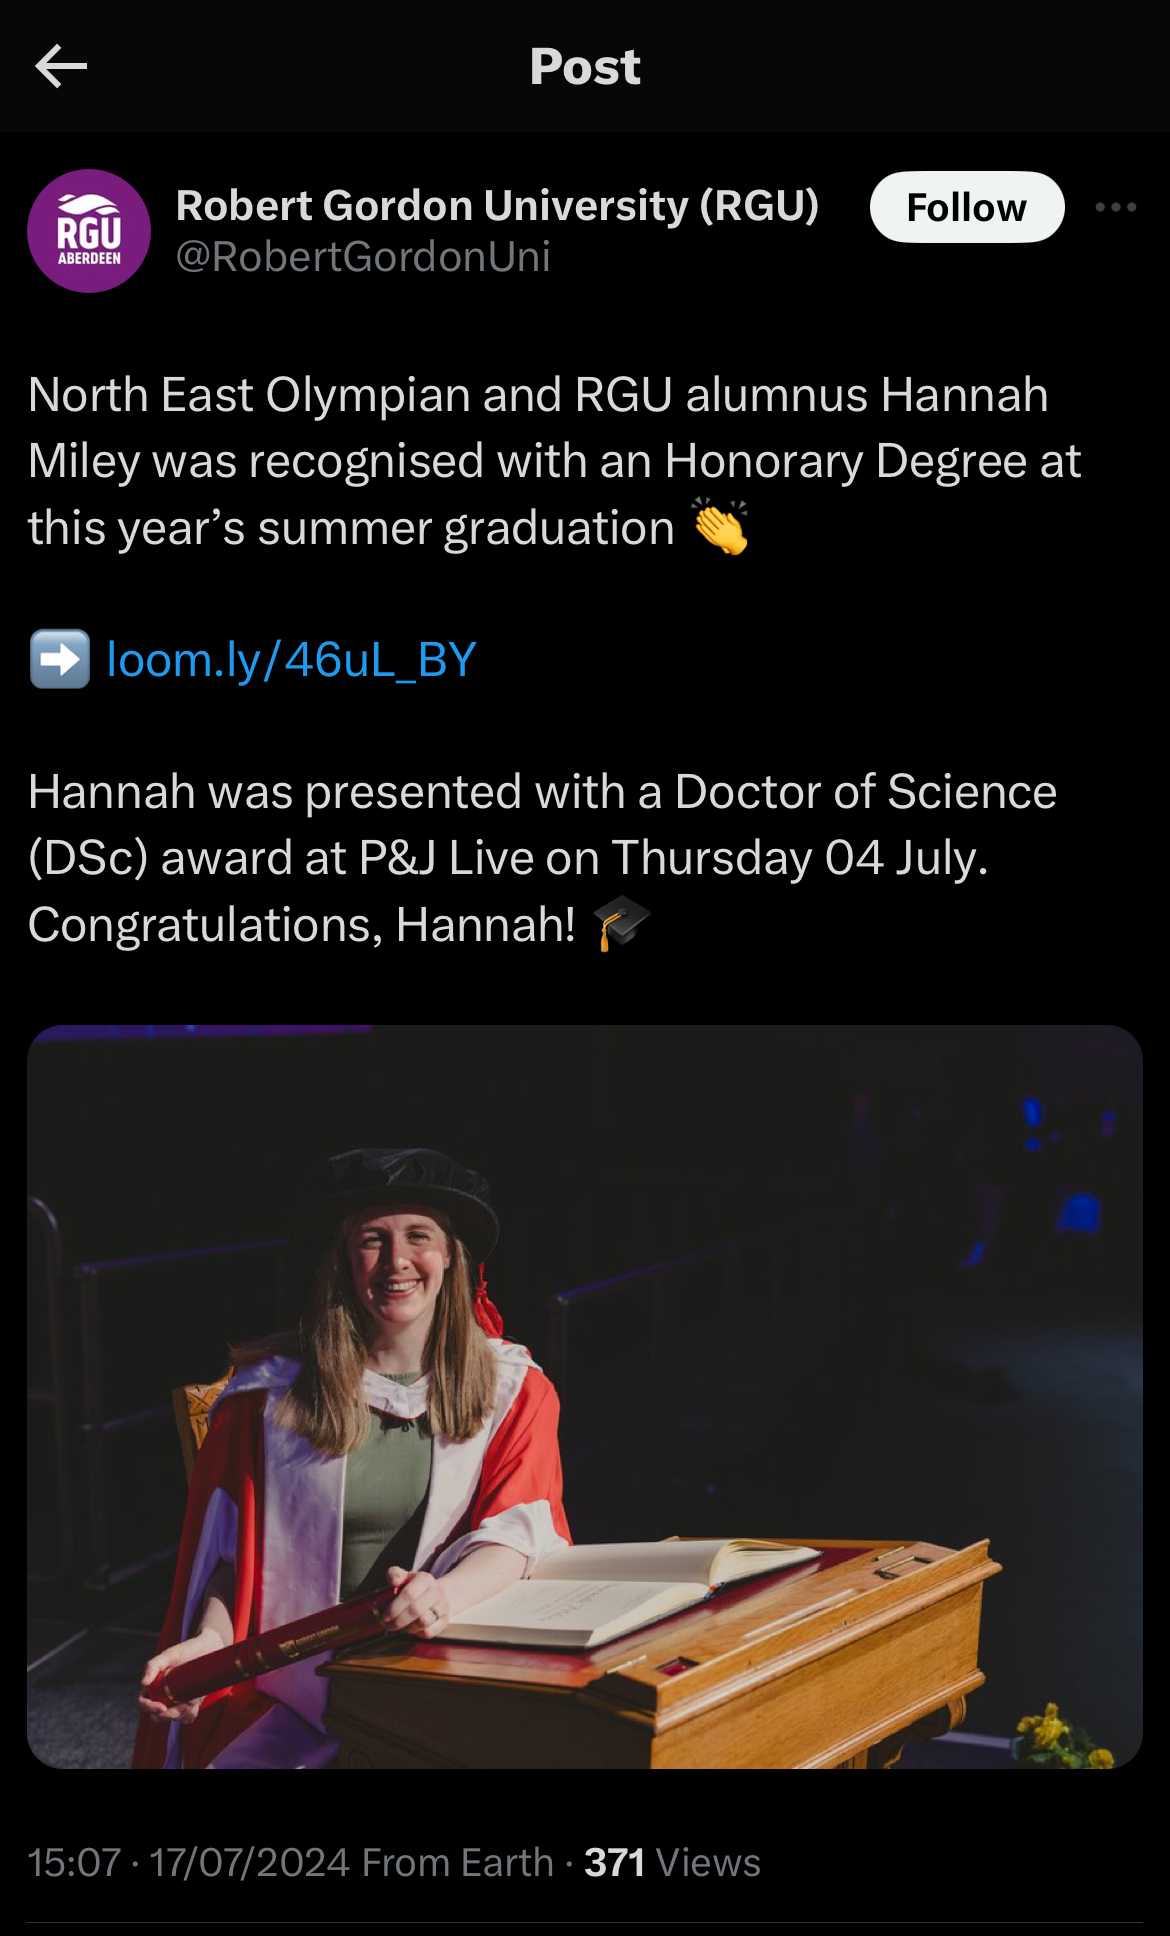 Post
RGU
ABERDEEN
Robert Gordon University (RGU)
@RobertGordonUni
Follow
North East Olympian and RGU alumnus Hannah
Miley was recognised with an Honorary Degree at
this year’s summer graduation 👏
➡️ loom.ly/46uL_BY
Hannah was presented with a Doctor of Science
(DSc) award at P&J Live on Thursday 04 July.
Congratulations, Hannah! 🎓
ROBERT GORDON
15:07 · 17/07/2024 From Earth · 371 Views